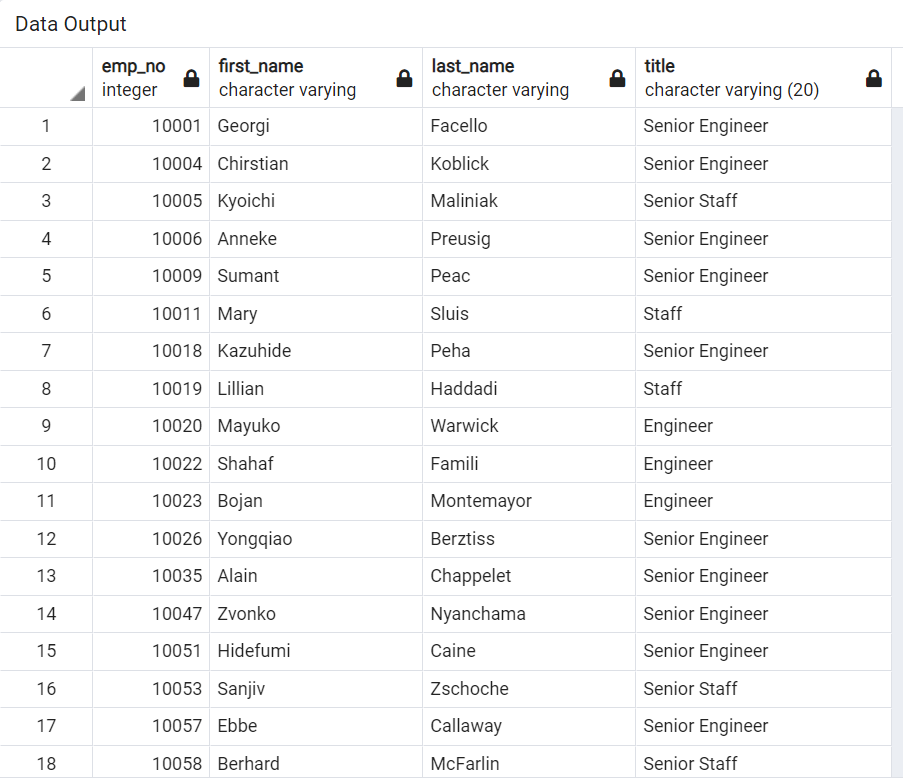 Data Output
emp_no first_name last_name title
integer character varying character varying character varying (20)
1 10001 Georgi Facello Senior Engineer
2 10004 Chirstian Koblick Senior Engineer
3 10005 Kyoichi Maliniak Senior Staff
4 10006 Anneke Preusig Senior Engineer
5 10009 Sumant Peac Senior Engineer
6 10011 Mary Sluis Staff
7 10018 Kazuhide Peha Senior Engineer
8 10019 Lillian Haddadi Staff
9 10020 Mayuko Warwick Engineer
10 10022 Shahaf Famili Engineer
11 10023 Bojan Montemayor Engineer
12 10026 Yongqiao Berztiss Senior Engineer
13 10035 Alain Chappelet Senior Engineer
14 10047 Zvonko Nyanchama Senior Engineer
15 10051 Hidefumi Caine Senior Engineer
16 10053 Sanjiv Zschoche Senior Staff
17 10057 Ebbe Callaway Senior Engineer
18 10058 Berhard McFarlin Senior Staff